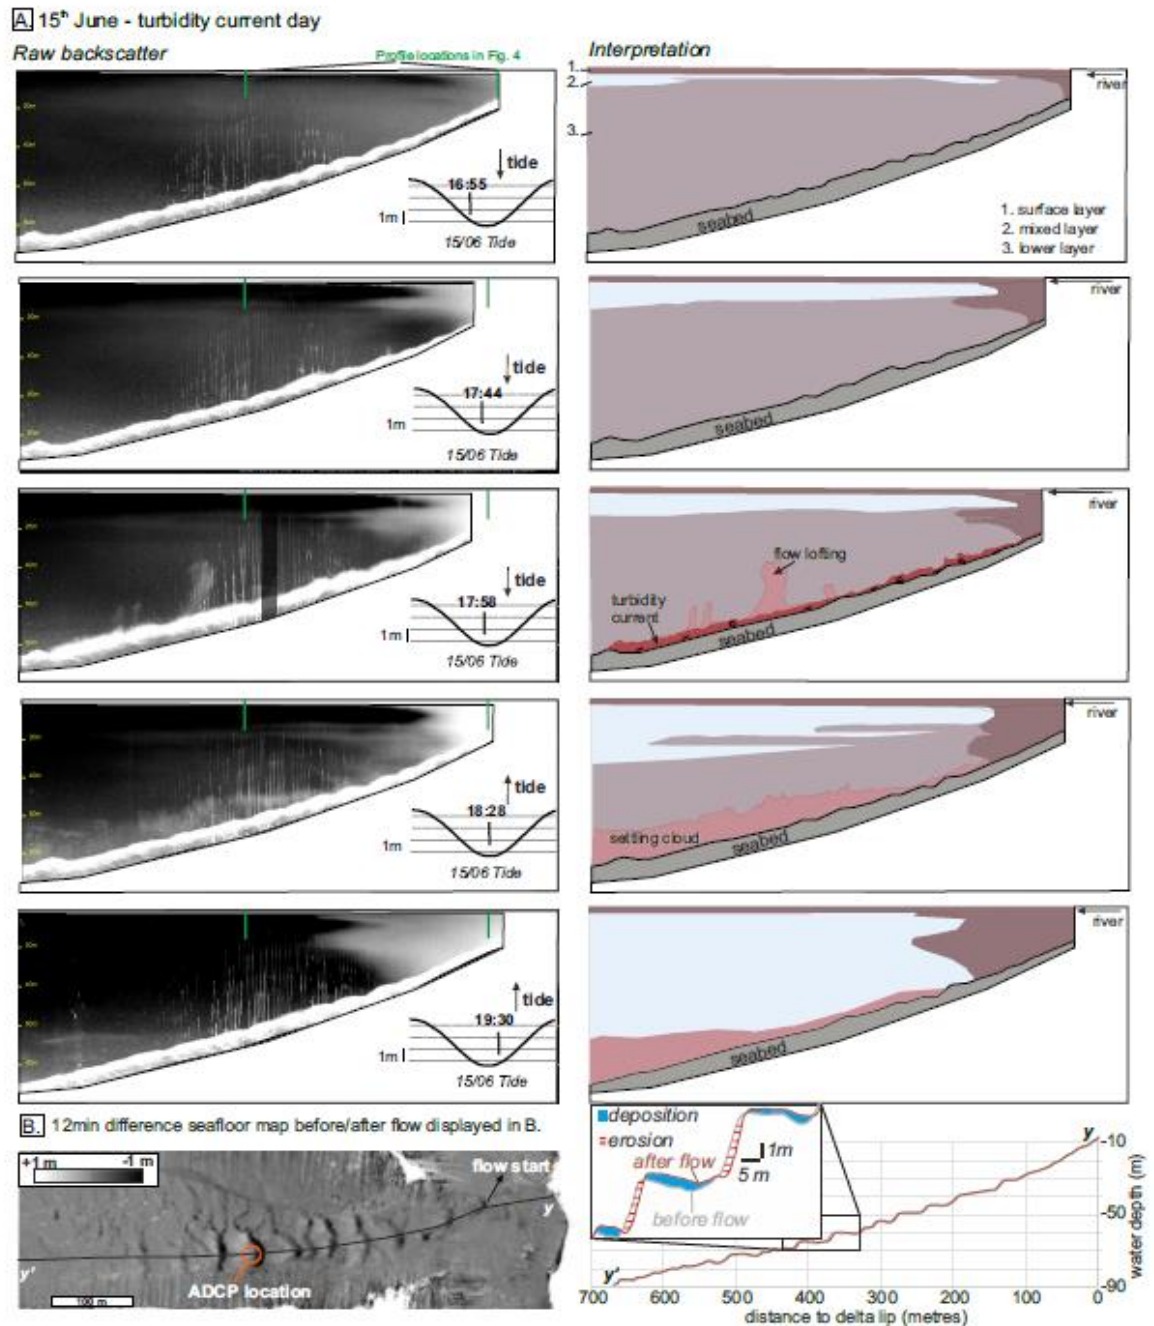 A. 15th June - turbidity current day
Raw backscatter
Profile locations in Fig. 4
Interpretation
1.
2.
3.
river
tide
16:55
1m
15/06 Tide
seabed
1. surface layer
2. mixed layer
3. lower layer
tide
17:44
1m
15/06 Tide
river
seabed
tide
17:58
1m
15/06 Tide
river
flow lofting
turbidity
current
seabed
tide
18:28
1m
15/06 Tide
river
settling cloud
seabed
tide
19:30
1m
15/06 Tide
river
seabed
B. 12min difference seafloor map before/after flow displayed in B.
+1 m -1 m
flow start
y
y'
ADCP location
100 m
deposition
erosion
after flow
1m
5 m
before flow
y
y'
-10
-50
-90
water depth (m)
700 600 500 400 300 200 100 0
distance to delta lip (metres)